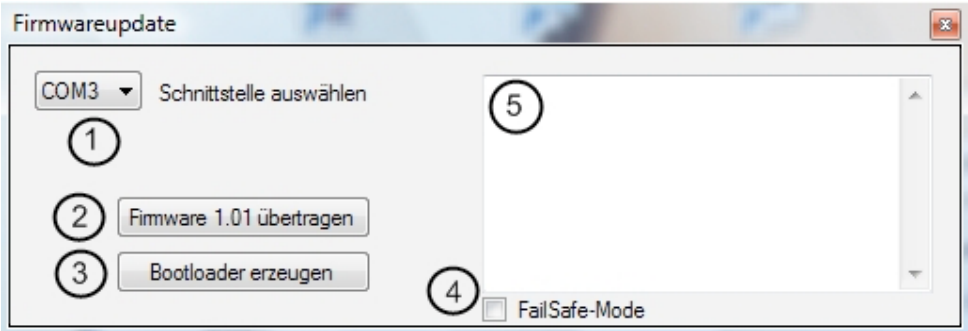 Firmwareupdate
COM3 Schnittstelle auswählen
1
2 Firmware 1.01 übertragen
3 Bootloader erzeugen
5
4 FailSafe-Mode